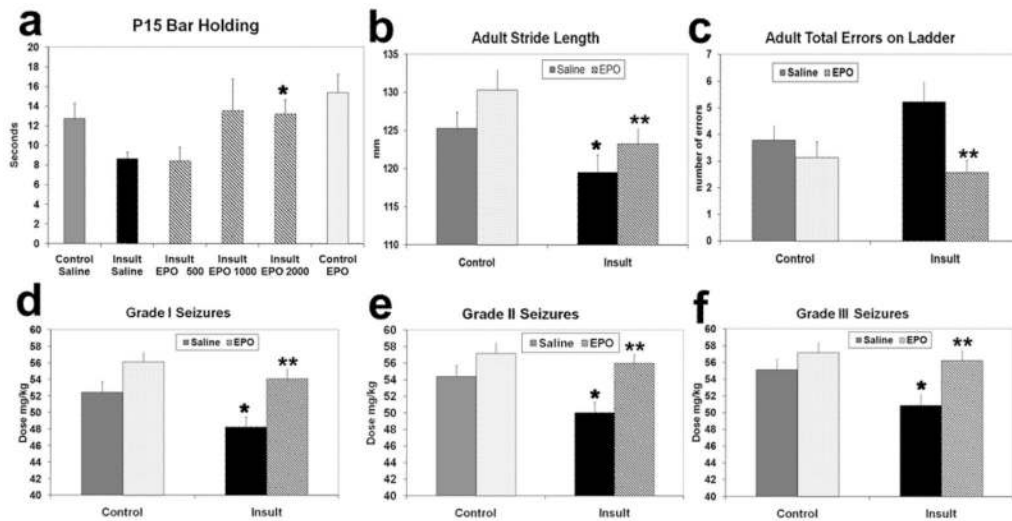 a
P15 Bar Holding
20
18
16
14
12
10
8
6
4
2
0
Seconds
*
Control Saline
Insult Saline
Insult EPO 500
Insult EPO 1000
Insult EPO 2000
Control EPO
b
Adult Stride Length
Saline EPO
130
125
120
115
110
mm
*
**
Control Insult
c
Adult Total Errors on Ladder
Saline EPO
7
6
5
4
3
2
1
0
number of errors
**
Control Insult
d
Grade I Seizures
Saline EPO
60
58
56
54
52
50
48
46
44
42
40
Dose mg/kg
*
**
Control Insult
e
Grade II Seizures
Saline EPO
60
58
56
54
52
50
48
46
44
42
40
Dose mg/kg
*
**
Control Insult
f
Grade III Seizures
Saline EPO
60
58
56
54
52
50
48
46
44
42
40
Dose mg/kg
*
**
Control Insult